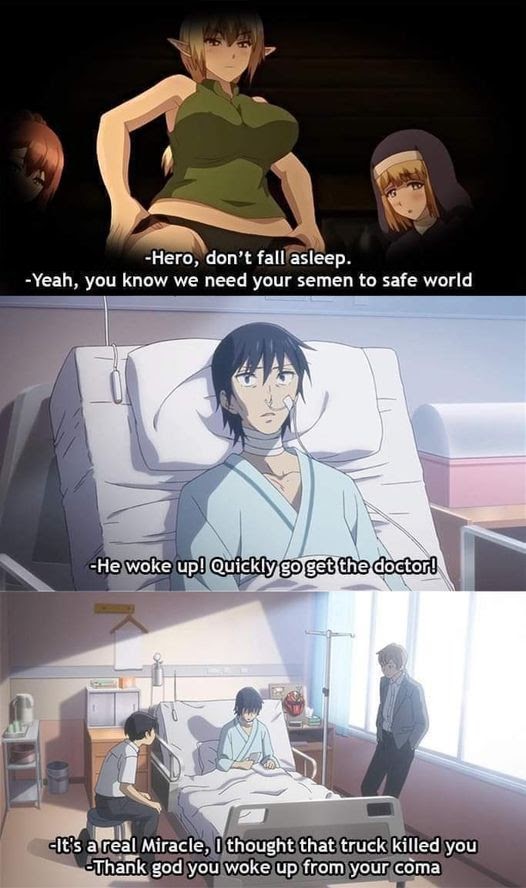 -Hero, don't fall asleep.
-Yeah, you know we need your semen to safe world
-He woke up! Quickly go get the doctor!
-It's a real Miracle, I thought that truck killed you
-Thank god you woke up from your coma